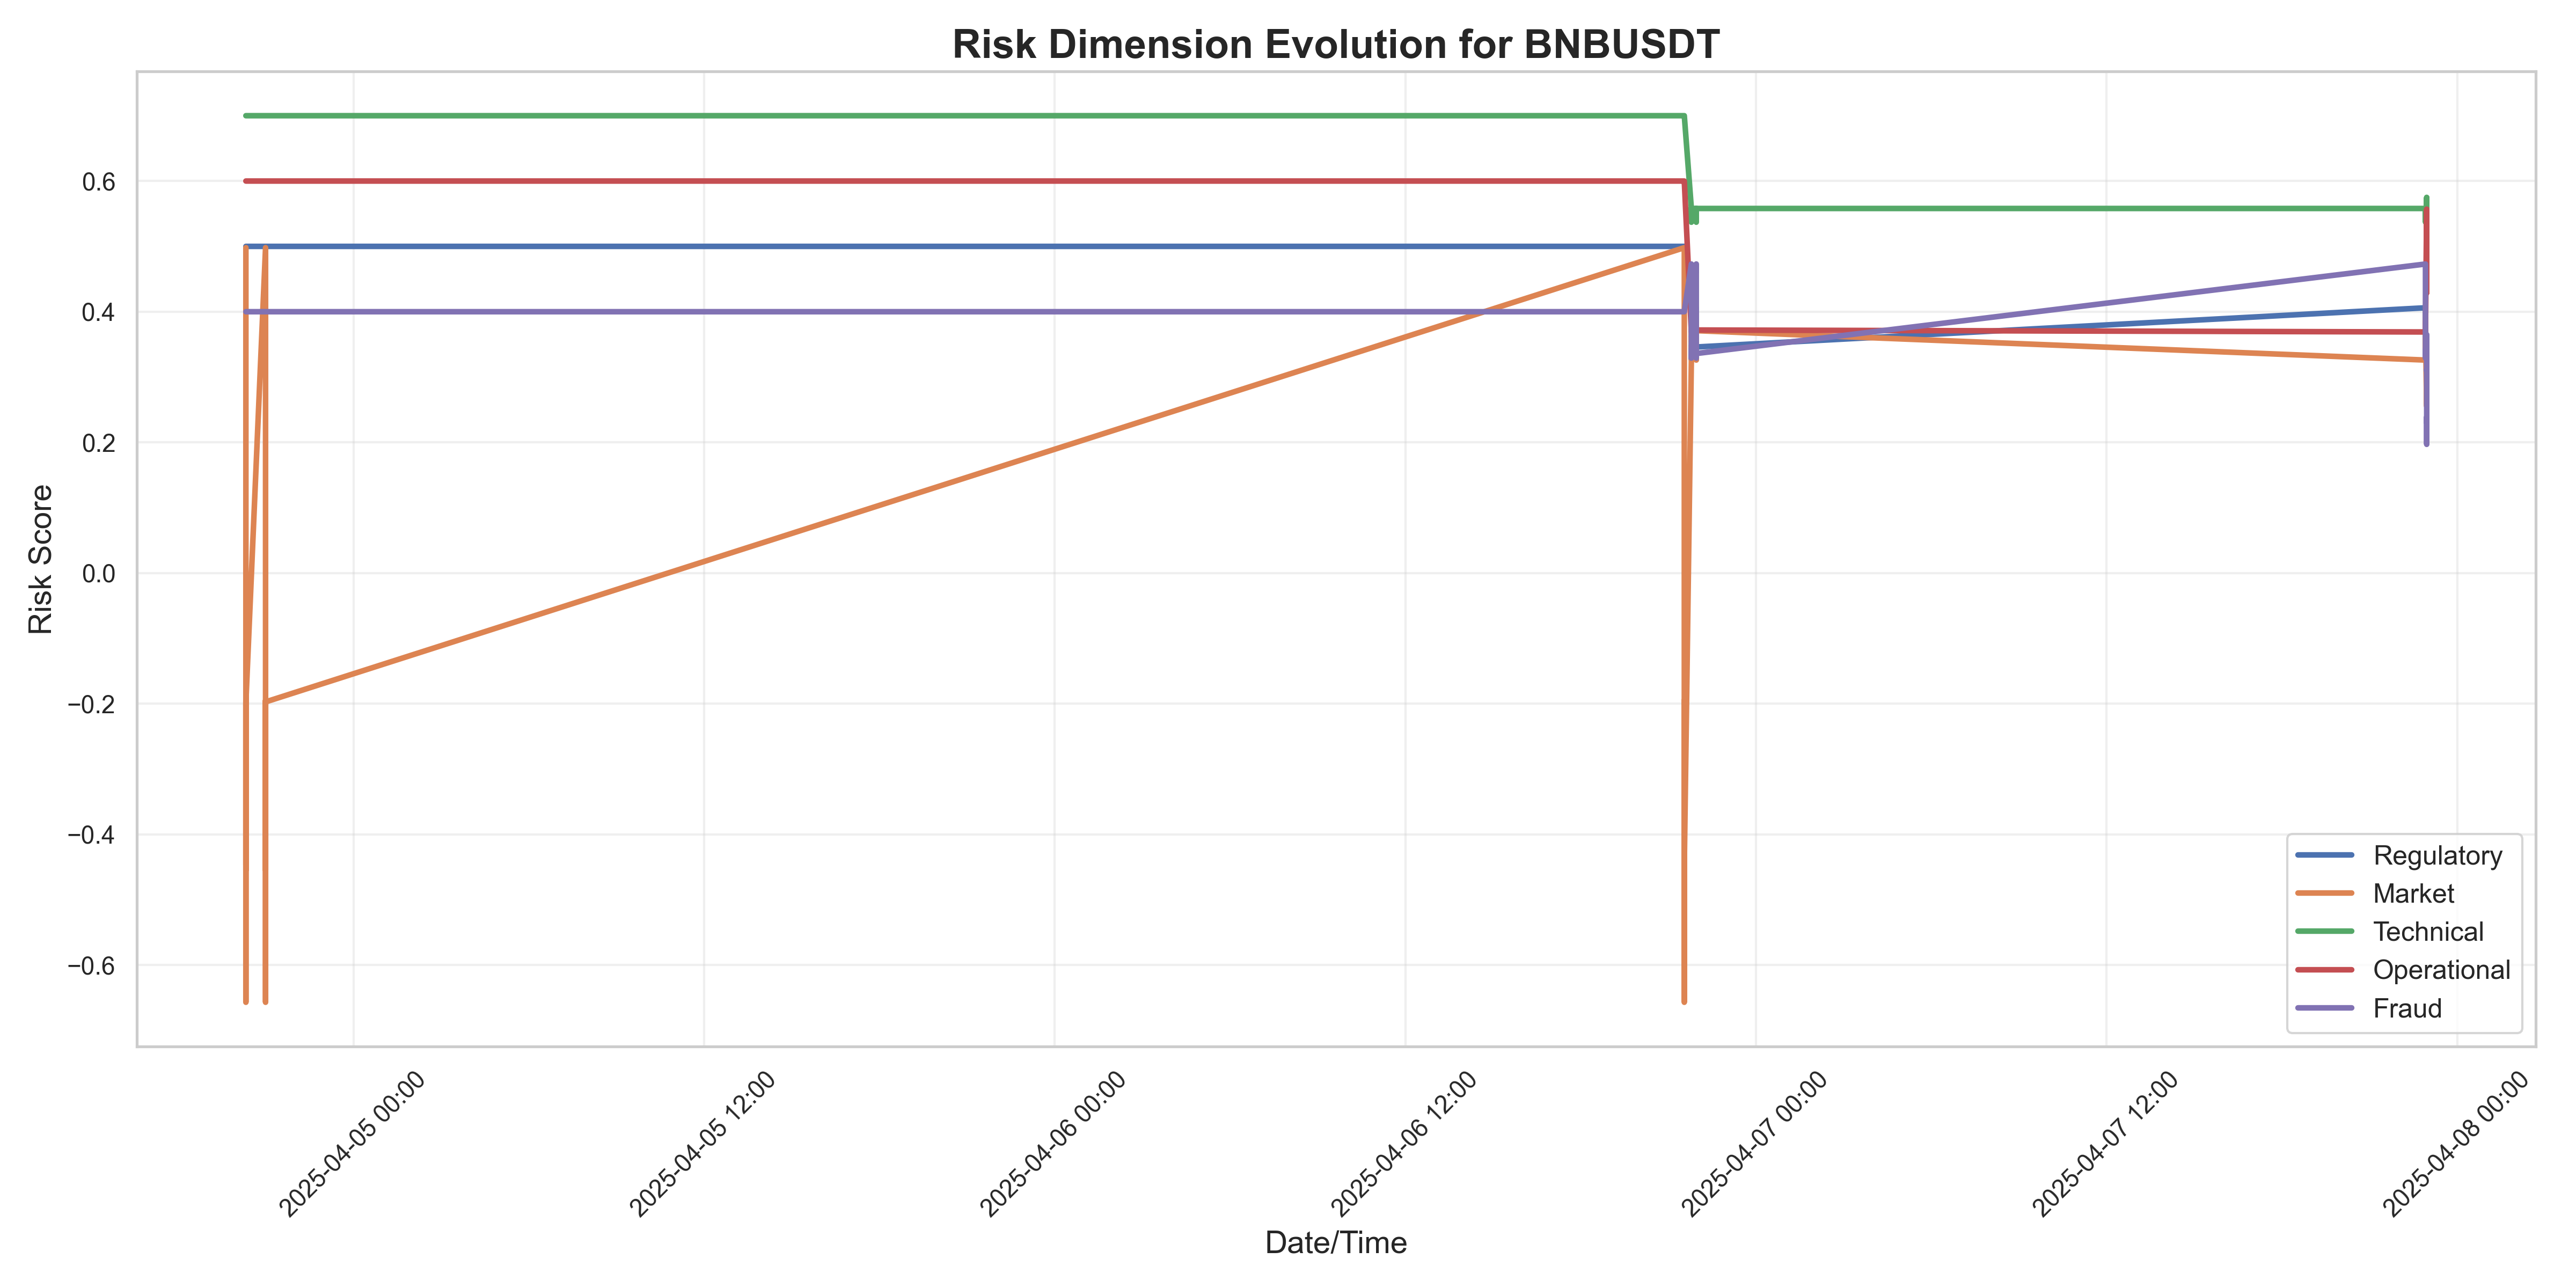 Risk Dimension Evolution for BNBUSDT
Risk Score
0.6
0.4
0.2
0.0
−0.2
−0.4
−0.6
Regulatory
Market
Technical
Operational
Fraud
2025-04-05 00:00
2025-04-05 12:00
2025-04-06 00:00
2025-04-06 12:00
2025-04-07 00:00
2025-04-07 12:00
2025-04-08 00:00
Date/Time